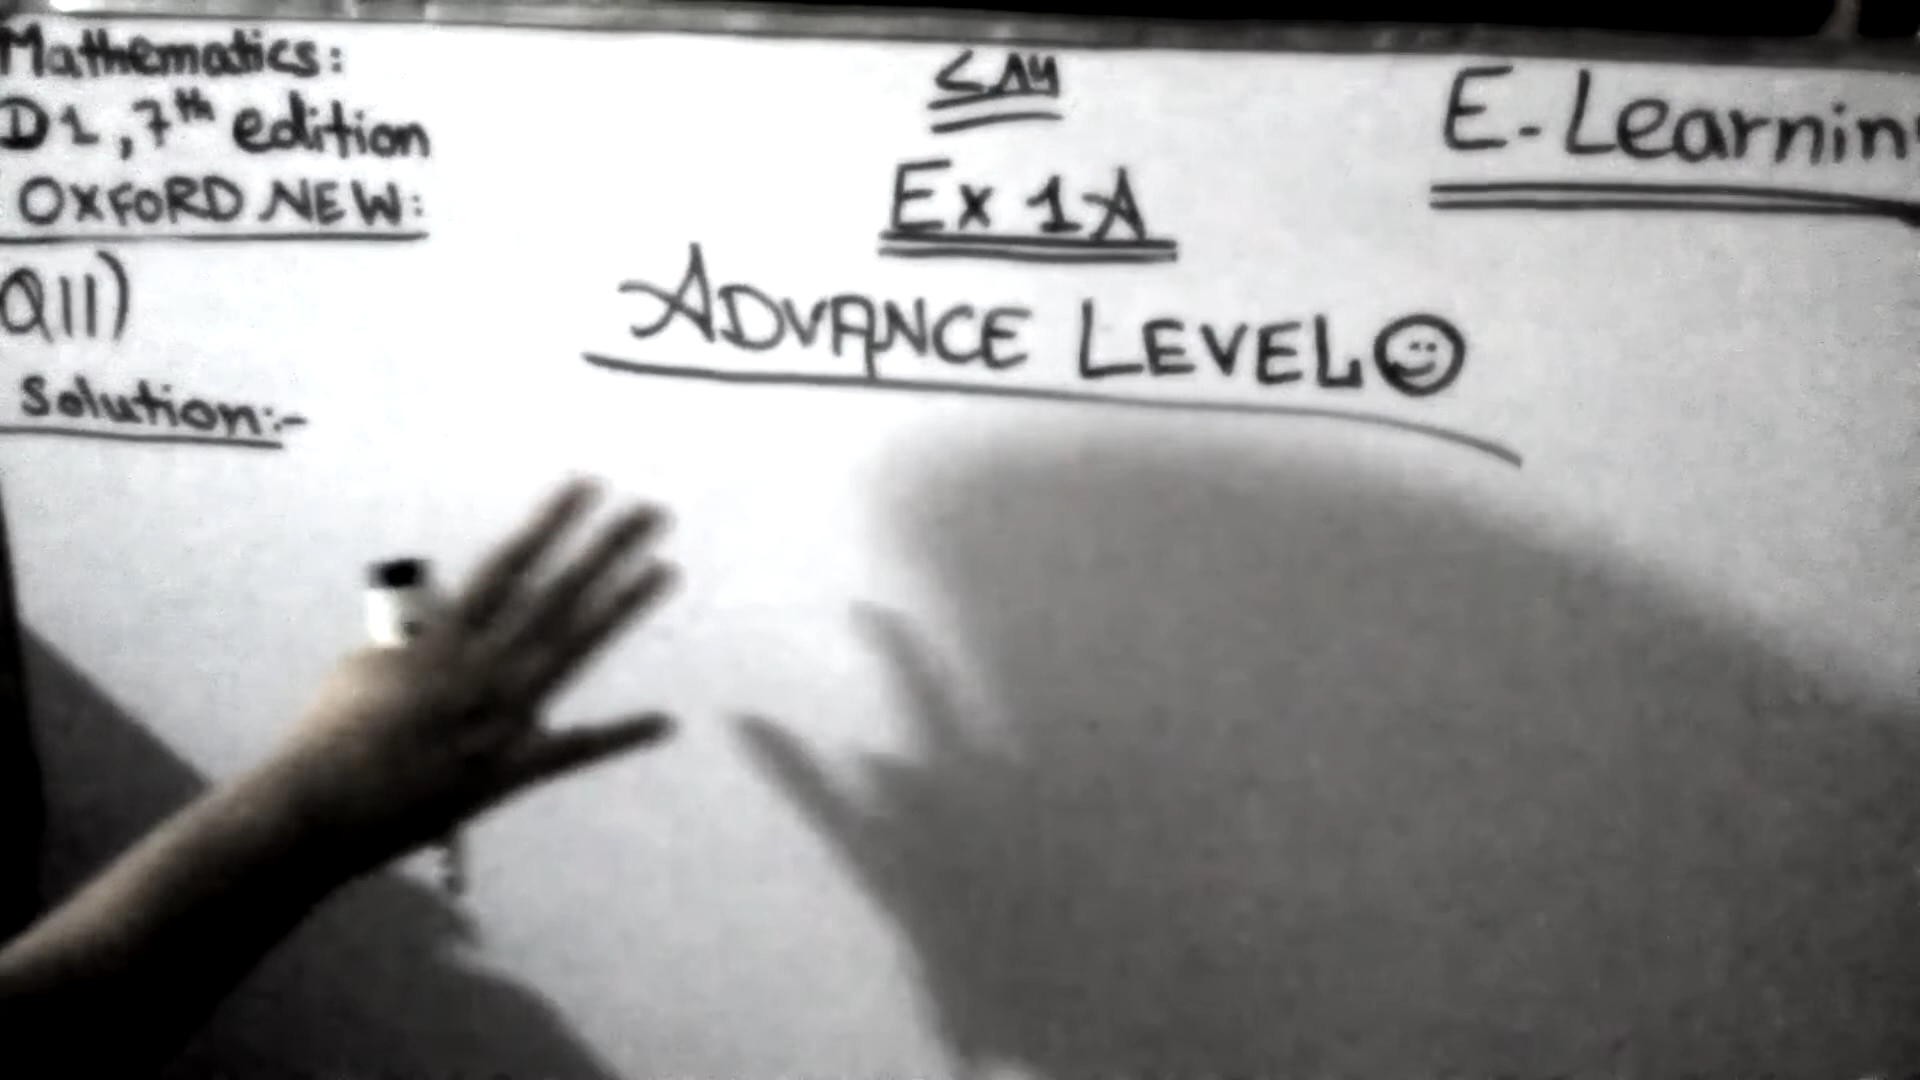 Mathematics:
D1, 7th edition
OXFORD NEW:
Q11)
Solution:-
Ex 1A
ADVANCE LEVEL
E-Learnin